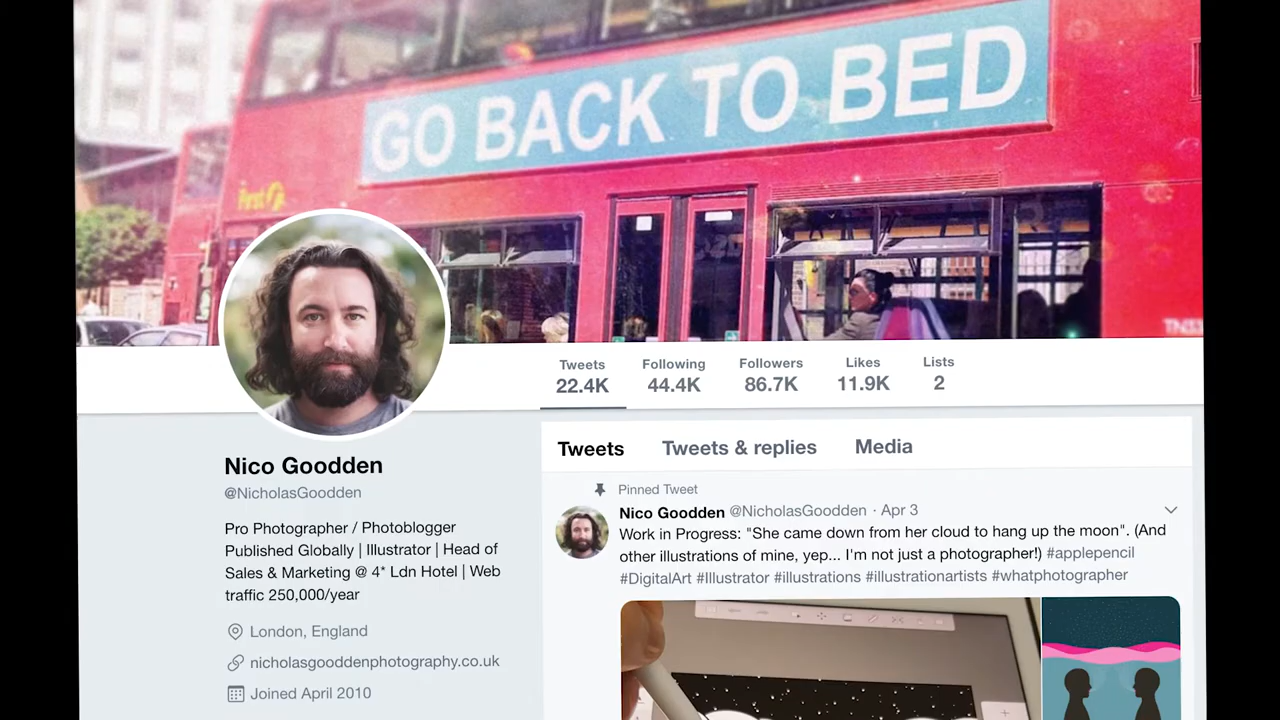 GO BACK TO BED
First
Tweets Following Followers Likes Lists
22.4K 44.4K 86.7K 11.9K 2
Nico Goodden
@NicholasGoodden
Pro Photographer / Photoblogger
Published Globally | Illustrator | Head of
Sales & Marketing @ 4* Ldn Hotel | Web
traffic 250,000/year
London, England
nicholasgooddenphotography.co.uk
Joined April 2010
Tweets Tweets & replies Media
Pinned Tweet
Nico Goodden @NicholasGoodden · Apr 3
Work in Progress: "She came down from her cloud to hang up the moon". (And
other illustrations of mine, yep... I'm not just a photographer!) #applepencil
#DigitalArt #Illustrator #illustrations #illustrationartists #whatphotographer